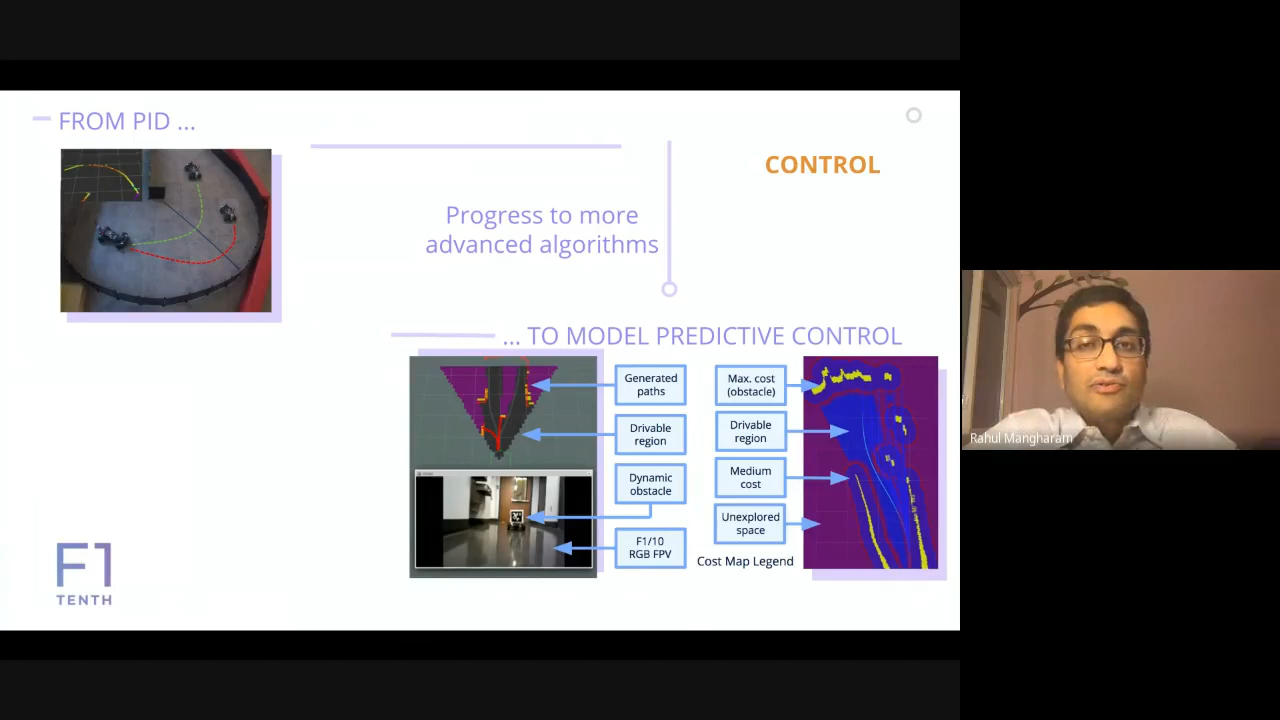 FROM PID ...
CONTROL
Progress to more
advanced algorithms
... TO MODEL PREDICTIVE CONTROL
Generated
paths
Drivable
region
Dynamic
obstacle
F1/10
RGB FPV
Max. cost
(obstacle)
Drivable
region
Medium
cost
Unexplored
space
Cost Map Legend
F1
TENTH
Rahul Mangharam